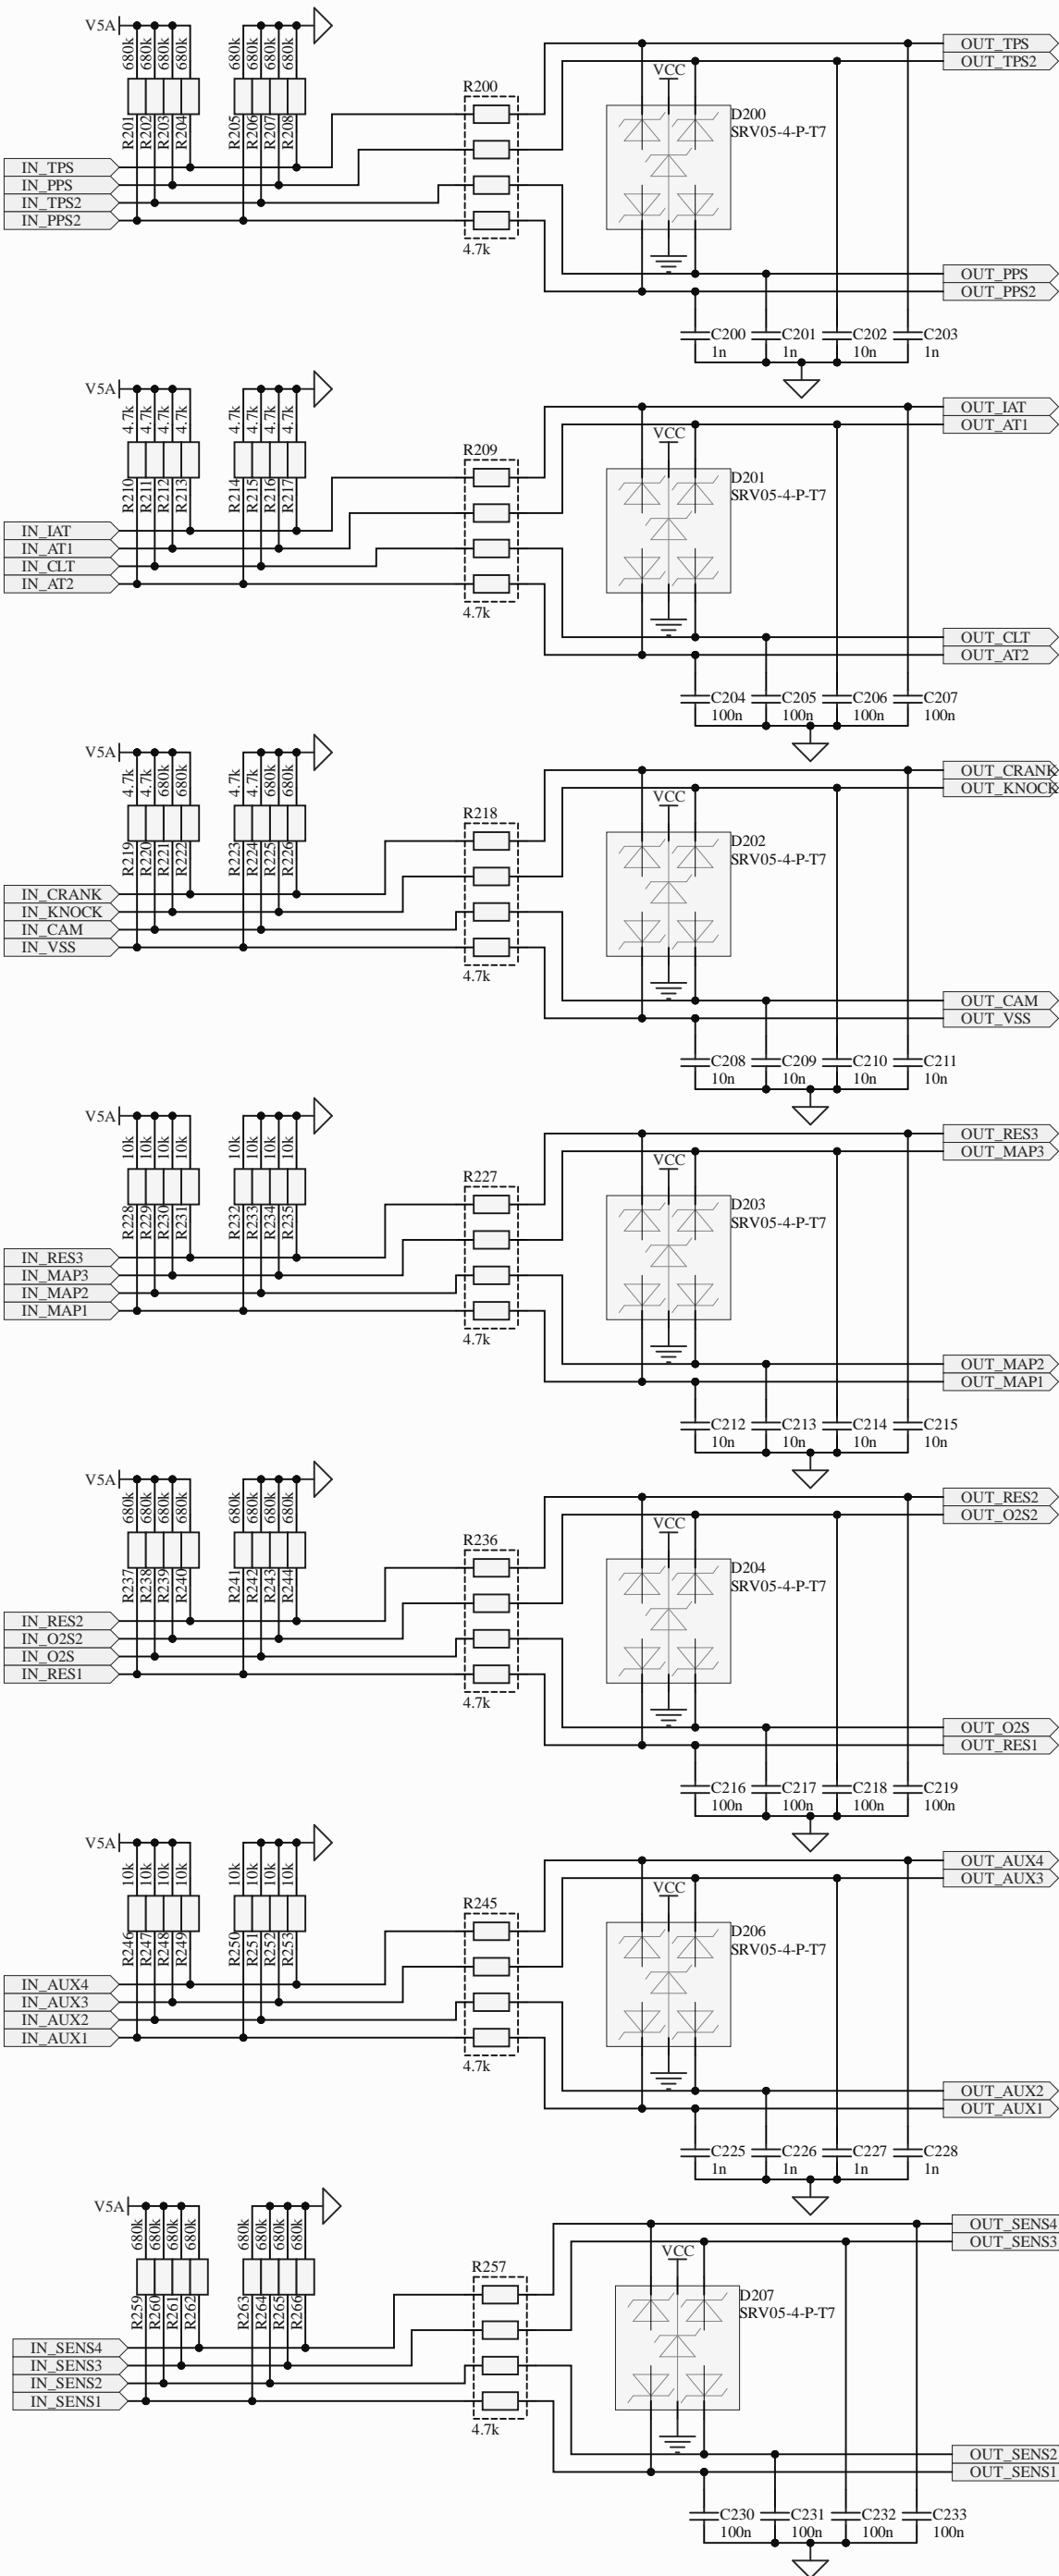 V5A
680k 680k 680k 680k 680k 680k 680k 680k
R201 R202 R203 R204 R205 R206 R207 R208
IN_TPS
IN_PPS
IN_TPS2
IN_PPS2
R200
4.7k
VCC
D200
SRV05-4-P-T7
OUT_TPS
OUT_TPS2
OUT_PPS
OUT_PPS2
C200 C201 C202 C203
1n 1n 10n 1n
V5A
4.7k 4.7k 4.7k 4.7k 4.7k 4.7k 4.7k 4.7k
R210 R211 R212 R213 R214 R215 R216 R217
IN_IAT
IN_AT1
IN_CLT
IN_AT2
R209
4.7k
VCC
D201
SRV05-4-P-T7
OUT_IAT
OUT_AT1
OUT_CLT
OUT_AT2
C204 C205 C206 C207
100n 100n 100n 100n
V5A
4.7k 4.7k 680k 680k 4.7k 4.7k 680k 680k
R219 R220 R221 R222 R223 R224 R225 R226
IN_CRANK
IN_KNOCK
IN_CAM
IN_VSS
R218
4.7k
VCC
D202
SRV05-4-P-T7
OUT_CRANK
OUT_KNOCK
OUT_CAM
OUT_VSS
C208 C209 C210 C211
10n 10n 10n 10n
V5A
10k 10k 10k 10k 10k 10k 10k 10k
R228 R229 R230 R231 R232 R233 R234 R235
IN_RES3
IN_MAP3
IN_MAP2
IN_MAP1
R227
4.7k
VCC
D203
SRV05-4-P-T7
OUT_RES3
OUT_MAP3
OUT_MAP2
OUT_MAP1
C212 C213 C214 C215
10n 10n 10n 10n
V5A
680k 680k 680k 680k 680k 680k 680k 680k
R237 R238 R239 R240 R241 R242 R243 R244
IN_RES2
IN_O2S2
IN_O2S
IN_RES1
R236
4.7k
VCC
D204
SRV05-4-P-T7
OUT_RES2
OUT_O2S2
OUT_O2S
OUT_RES1
C216 C217 C218 C219
100n 100n 100n 100n
V5A
10k 10k 10k 10k 10k 10k 10k 10k
R246 R247 R248 R249 R250 R251 R252 R253
IN_AUX4
IN_AUX3
IN_AUX2
IN_AUX1
R245
4.7k
VCC
D206
SRV05-4-P-T7
OUT_AUX4
OUT_AUX3
OUT_AUX2
OUT_AUX1
C225 C226 C227 C228
1n 1n 1n 1n
V5A
680k 680k 680k 680k 680k 680k 680k 680k
R259 R260 R261 R262 R263 R264 R265 R266
IN_SENS4
IN_SENS3
IN_SENS2
IN_SENS1
R257
4.7k
VCC
D207
SRV05-4-P-T7
OUT_SENS4
OUT_SENS3
OUT_SENS2
OUT_SENS1
C230 C231 C232 C233
100n 100n 100n 100n